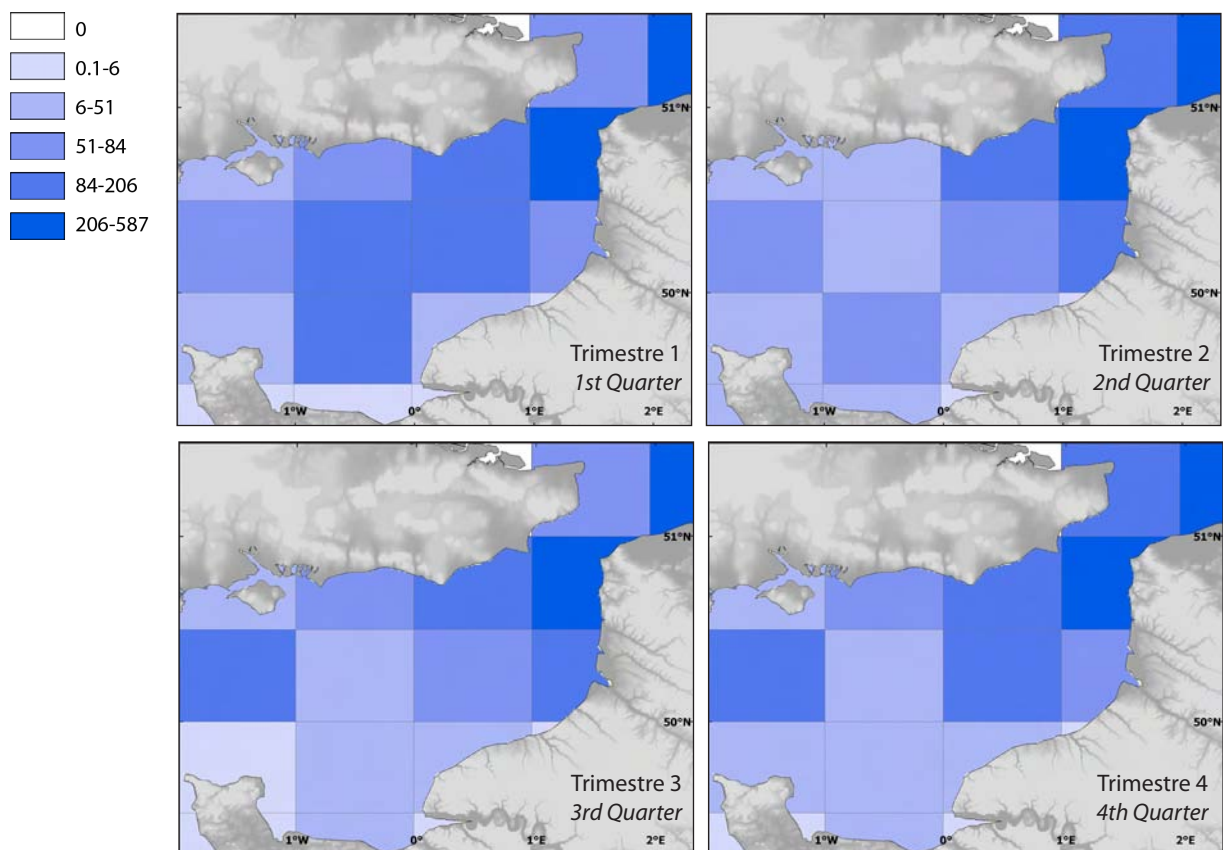 0
0.1-6
6-51
51-84
84-206
206-587
51°N
50°N
Trimestre 1
1st Quarter
1°W
0°
1°E
2°E
51°N
50°N
Trimestre 2
2nd Quarter
1°W
0°
1°E
2°E
51°N
50°N
Trimestre 3
3rd Quarter
1°W
0°
1°E
2°E
51°N
50°N
Trimestre 4
4th Quarter
1°W
0°
1°E
2°E